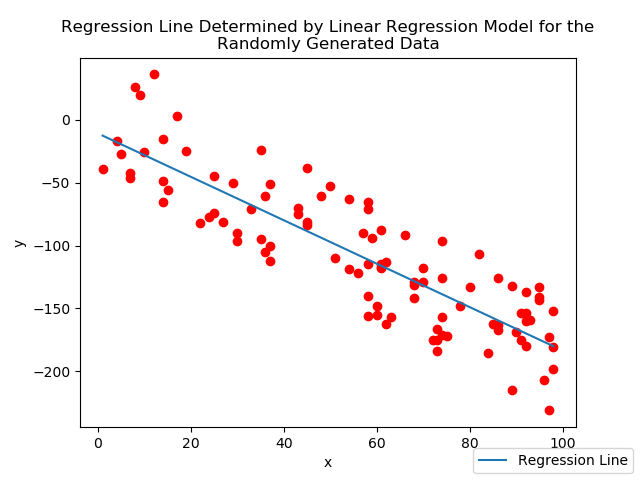 Regression Line Determined by Linear Regression Model for the
Randomly Generated Data
y
0
−50
−100
−150
−200
0 20 40 60 80 100
x
Regression Line